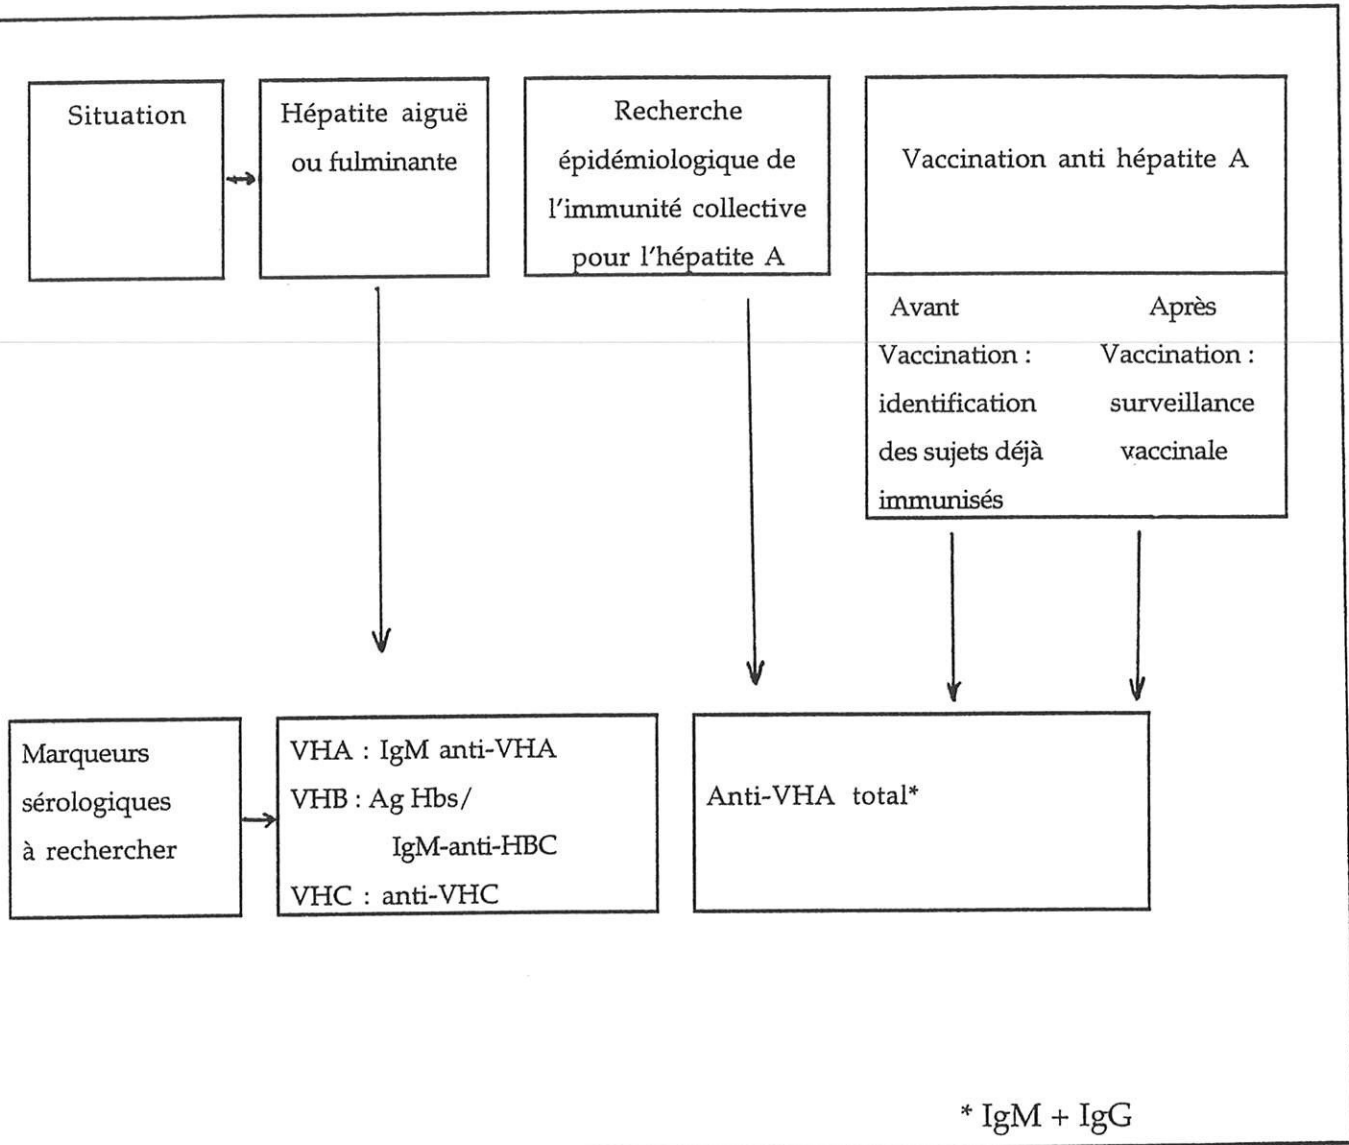 Situation
Hépatite aiguë
ou fulminante
Recherche
épidémiologique de
l'immunité collective
pour l'hépatite A
Vaccination anti hépatite A
Avant
Vaccination :
identification
des sujets déjà
immunisés
Après
Vaccination :
surveillance
vaccinale
Marqueurs
sérologiques
à rechercher
VHA : IgM anti-VHA
VHB : Ag Hbs/
IgM-anti-HBC
VHC : anti-VHC
Anti-VHA total*
* IgM + IgG